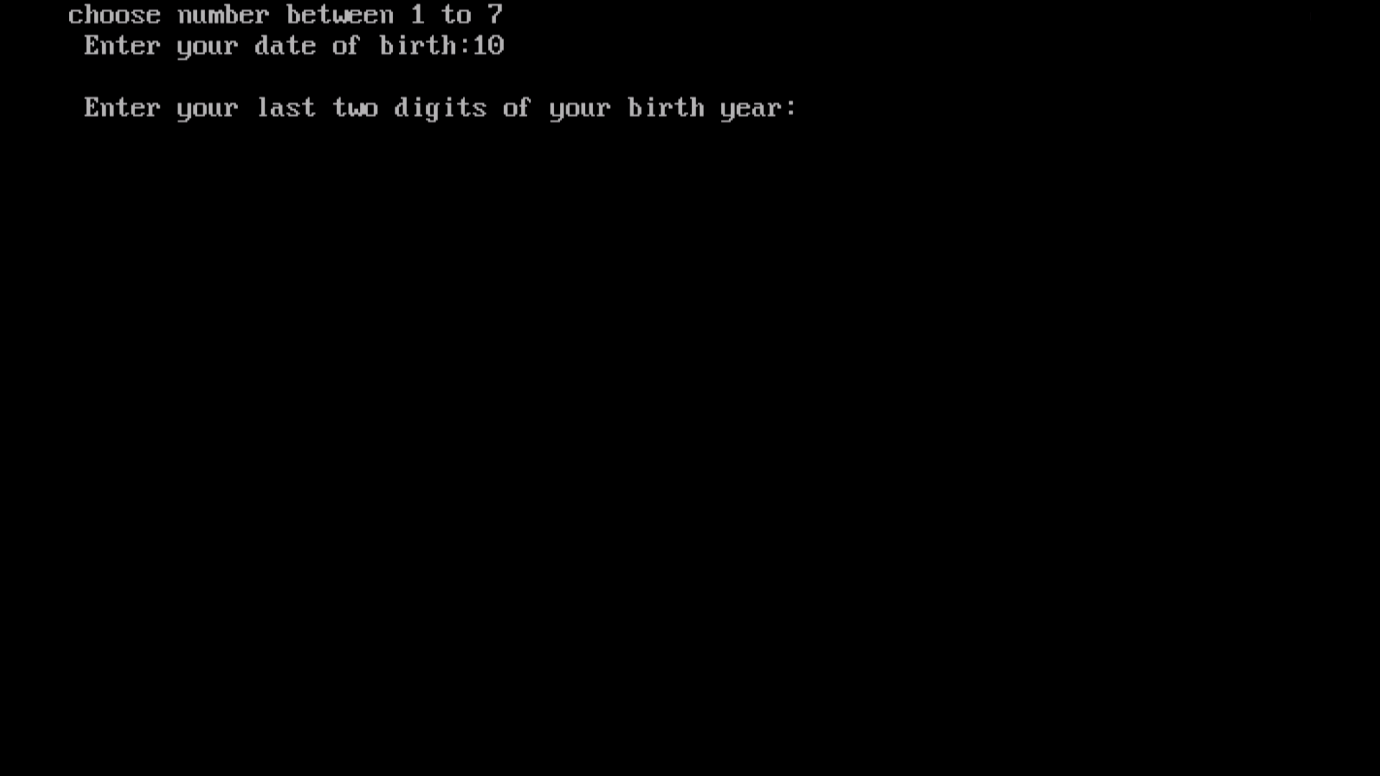 choose number between 1 to 7
Enter your date of birth:10
Enter your last two digits of your birth year: